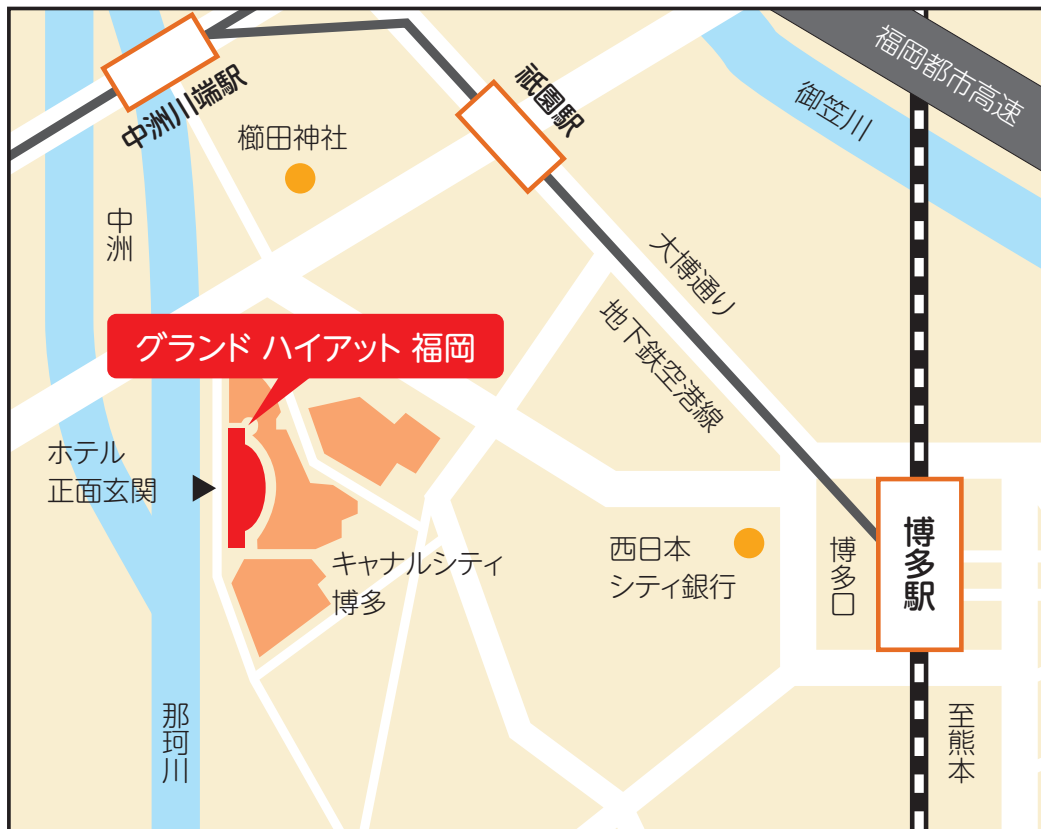 福岡都市高速
中洲川端駅
祇園駅
御笠川
櫛田神社
中洲
大博通り
地下鉄空港線
グランド ハイアット 福岡
ホテル
正面玄関
キャナルシティ
博多
西日本
シティ銀行
博多口
博多駅
那珂川
至熊本